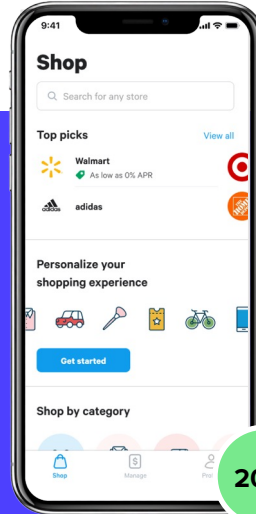 9:41
Shop
Search for any store
Top picks
View all
Walmart
As low as 0% APR
adidas
adidas
Personalize your
shopping experience
Get started
Shop by category
Shop
Manage
20